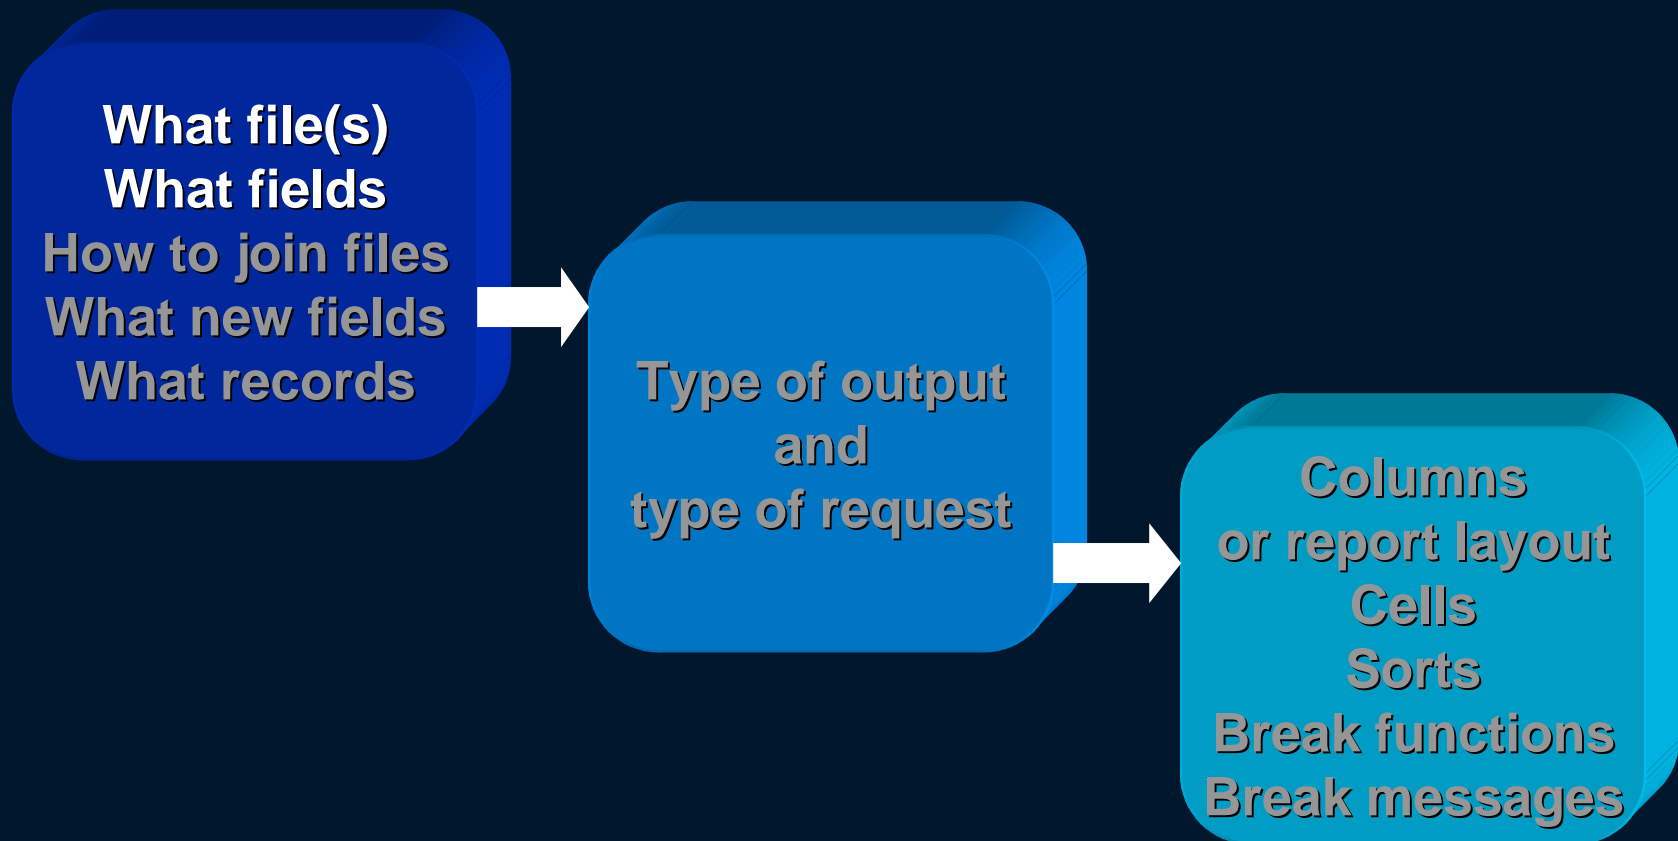 What file(s)
What fields
How to join files
What new fields
What records
Type of output
and
type of request
Columns
or report layout
Cells
Sorts
Break functions
Break messages